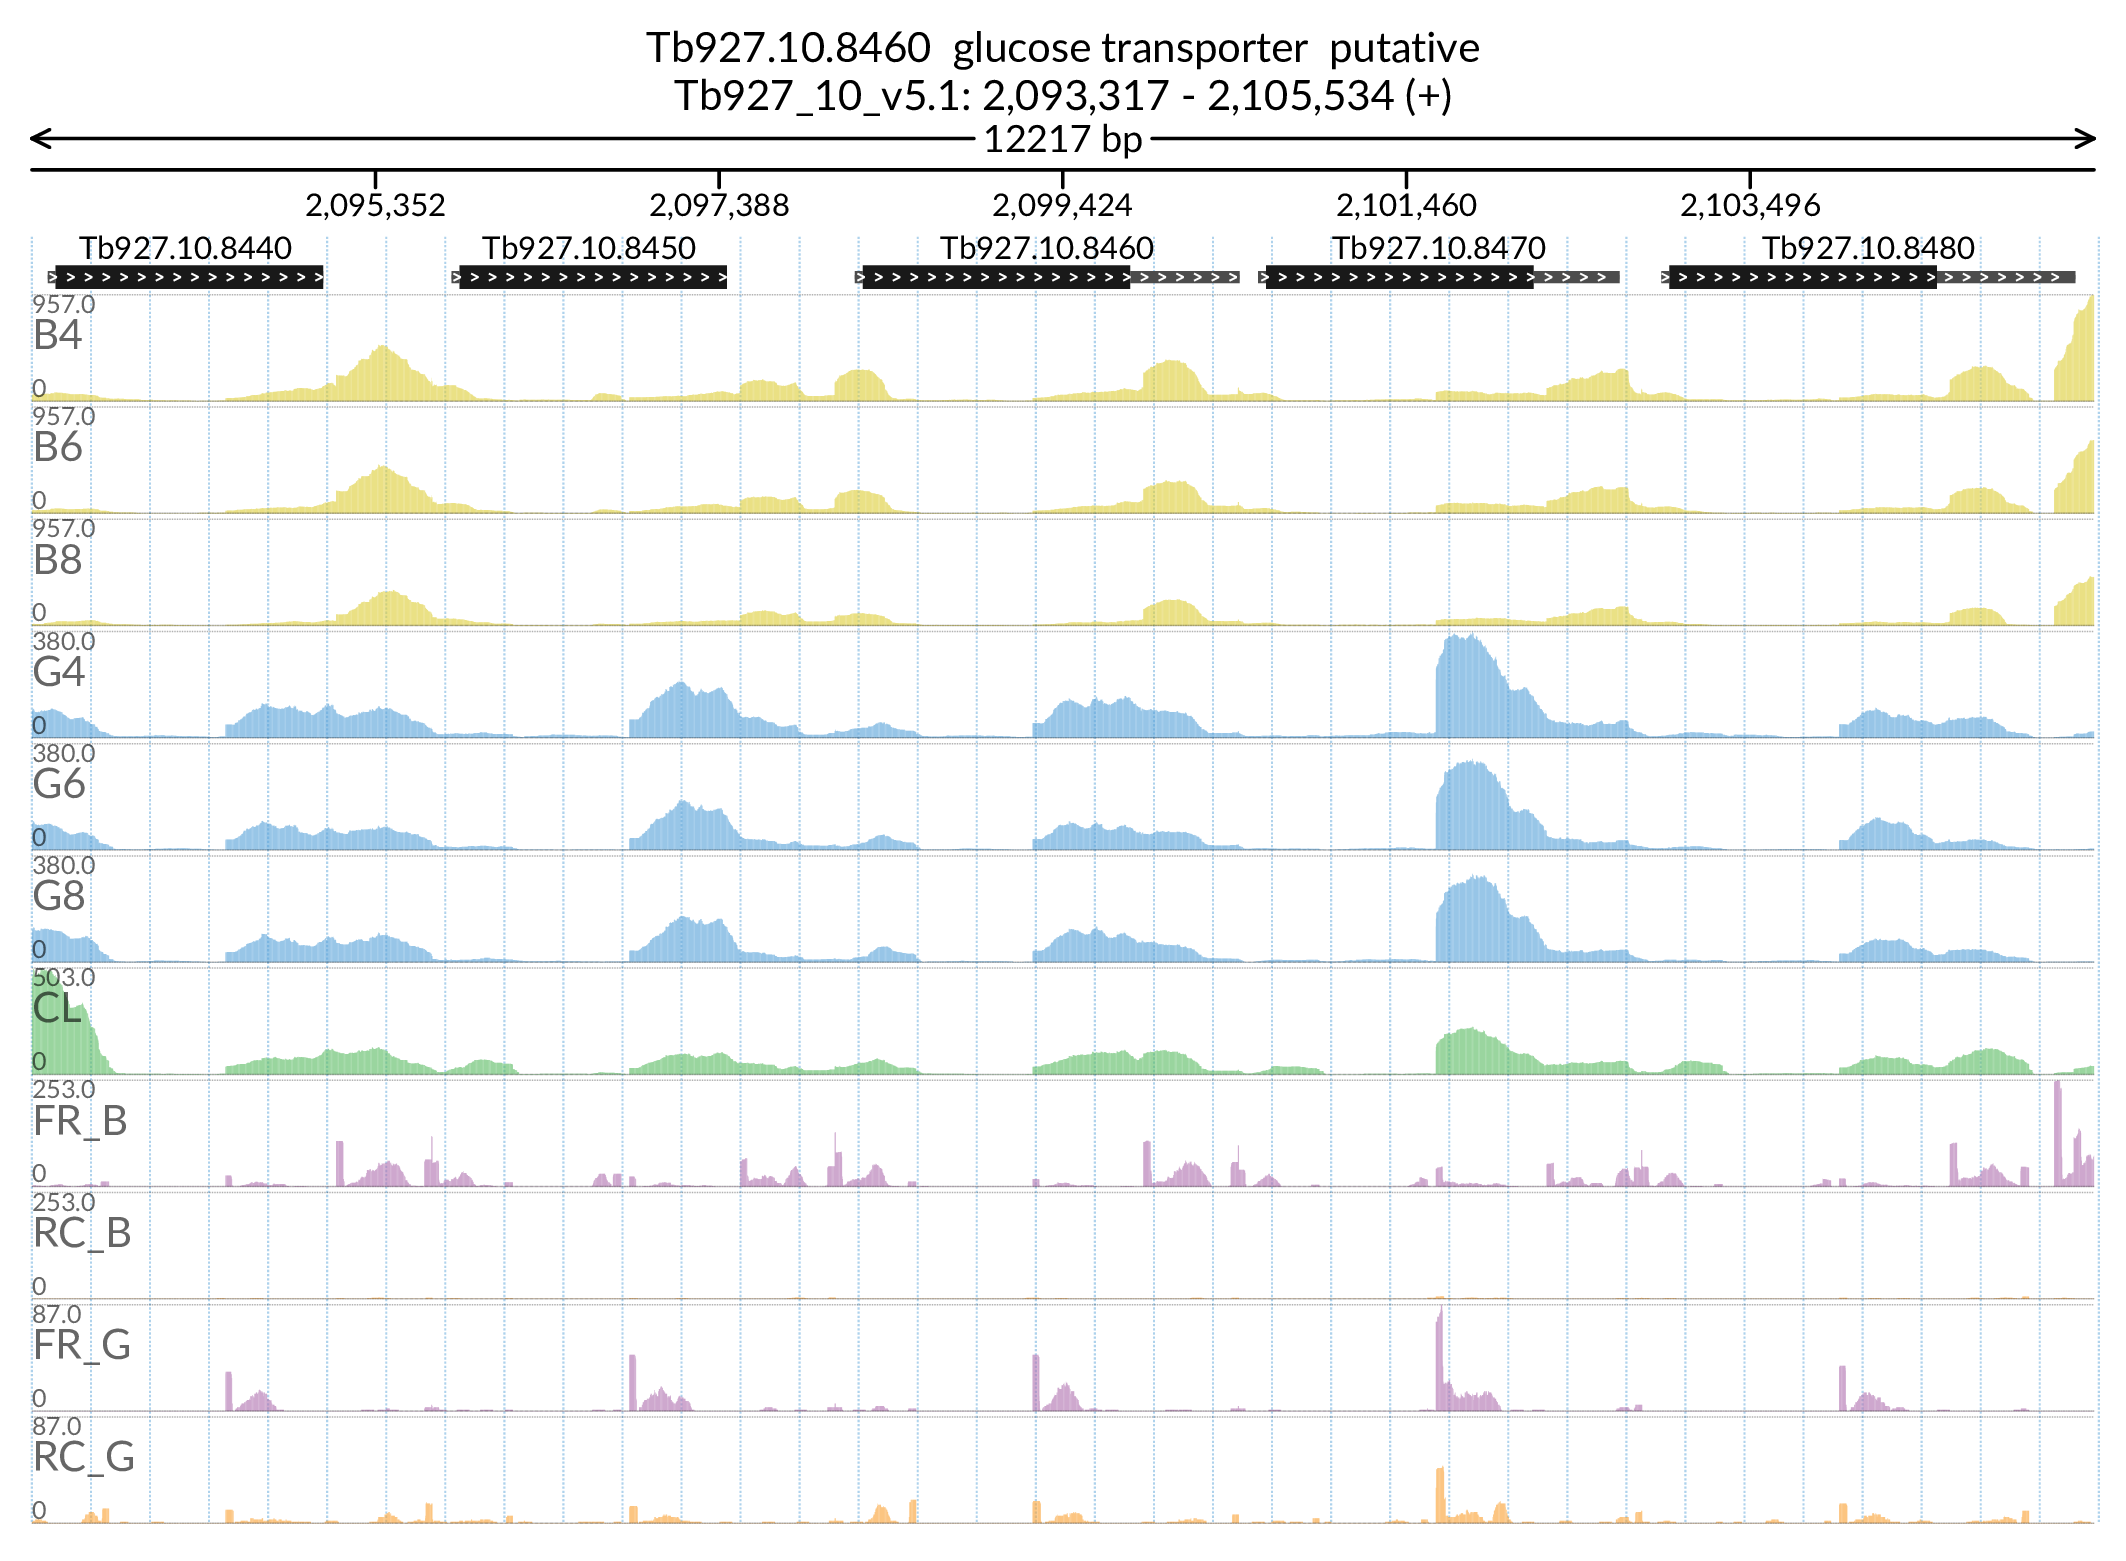 Tb927.10.8460 glucose transporter putative
Tb927_10_v5.1: 2,093,317 - 2,105,534 (+)
12217 bp
2,095,352 2,097,388 2,099,424 2,101,460 2,103,496
Tb927.10.8440 Tb927.10.8450 Tb927.10.8460 Tb927.10.8470 Tb927.10.8480
957.0
B4
0
957.0
B6
0
957.0
B8
0
380.0
G4
0
380.0
G6
0
380.0
G8
0
503.0
CL
0
253.0
FR_B
0
253.0
RC_B
0
87.0
FR_G
0
87.0
RC_G
0